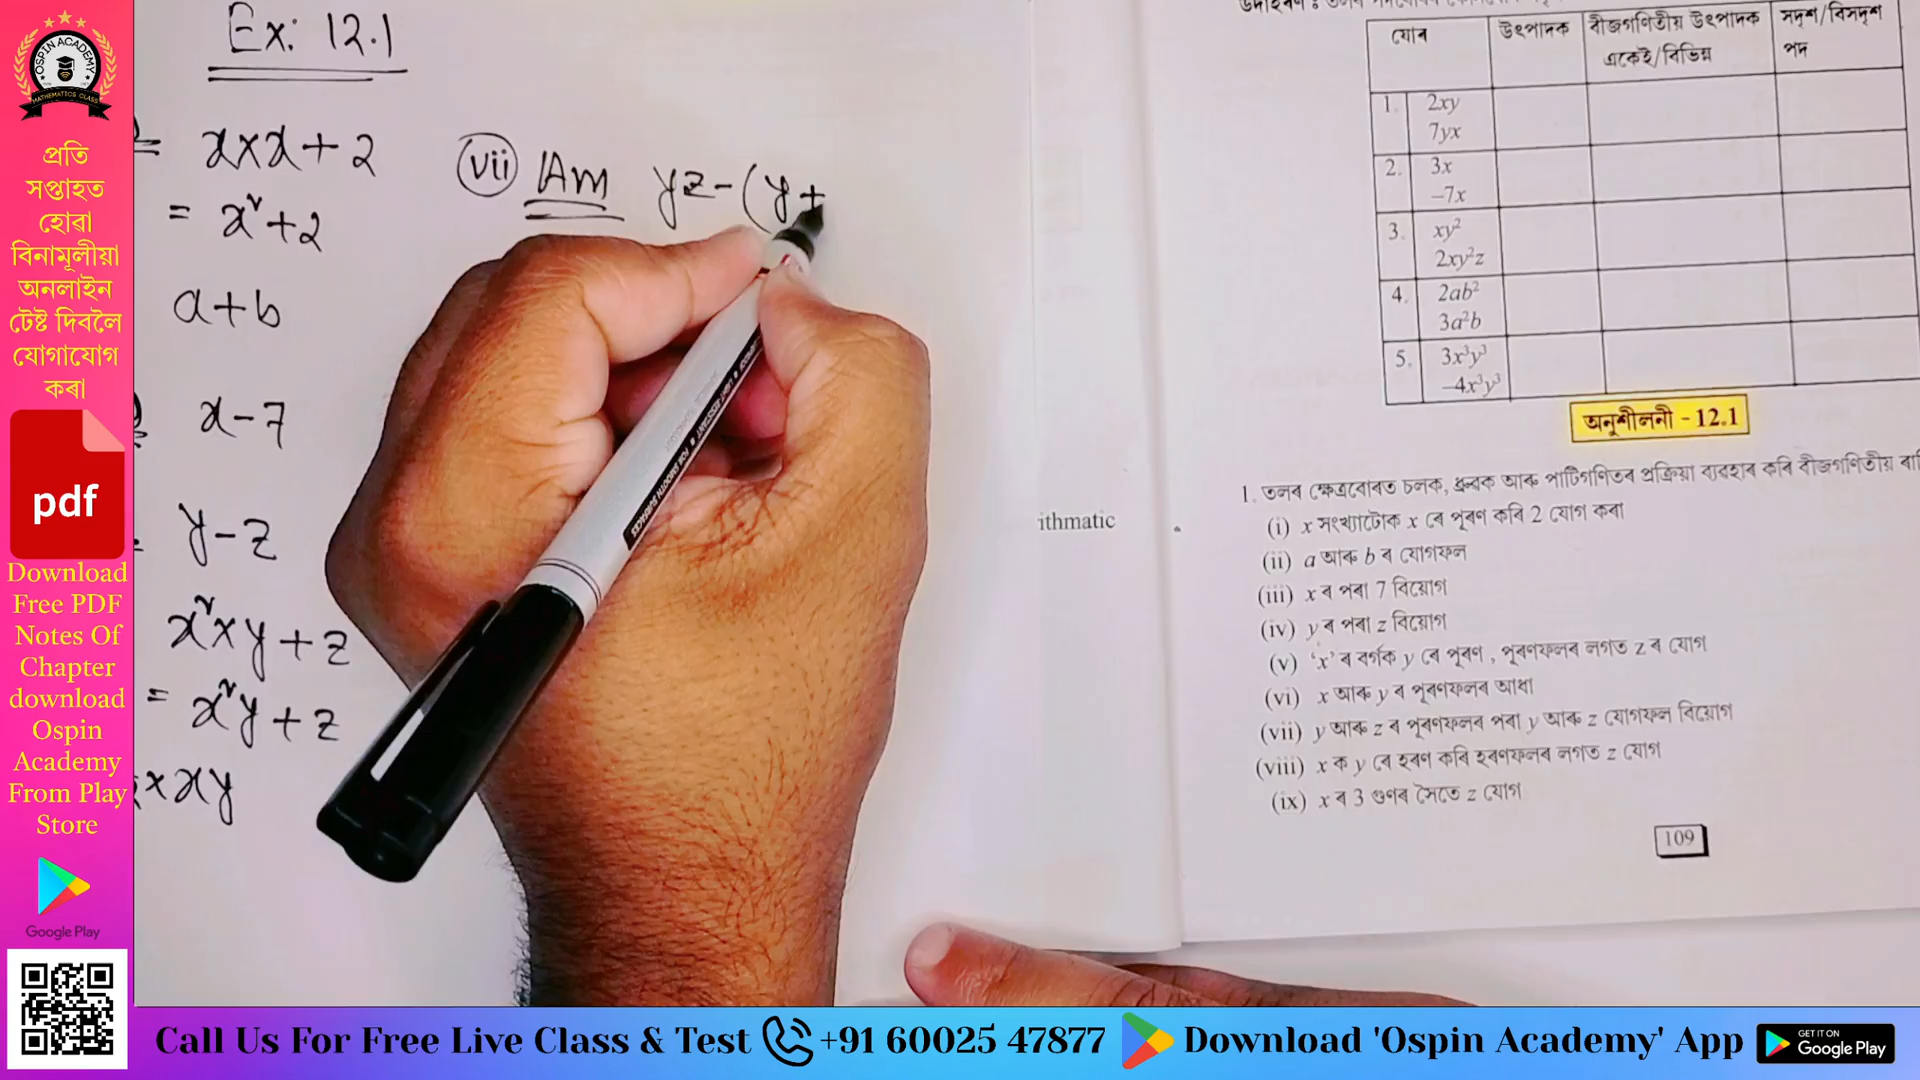 OSPIN ACADEMY
MATHEMATICS CLASS
প্ৰতি
সপ্তাহত
হোৱা
বিনামূলীয়া
অনলাইন
টেষ্ট দিবলৈ
যোগাযোগ
কৰা
pdf
Download
Free PDF
Notes Of
Chapter
download
Ospin
Academy
From Play
Store
Google Play
Ex: 12.1
x×x+2
= x²+2
a+b
x-7
y-z
x²×y+z
= x²y+z
×xy
(vii) Ans yz-(y+
ithmatic
যোৰ উৎপাদক বীজগণিতীয় উৎপাদক একেই/বিভিন্ন সদৃশ/বিসদৃশ পদ
1. 2xy
7yx
2. 3x
–7x
3. xy²
2xy²z
4. 2ab²
3a²b
5. 3x³y³
–4x³y³
অনুশীলনী - 12.1
1. তলৰ ক্ষেত্ৰবোৰত চলক, ধ্ৰুৱক আৰু পাটিগণিতৰ প্ৰক্ৰিয়া ব্যৱহাৰ কৰি বীজগণিতীয়
(i) x সংখ্যাটোক x ৰে পূৰণ কৰি 2 যোগ কৰা
(ii) a আৰু b ৰ যোগফল
(iii) x ৰ পৰা 7 বিয়োগ
(iv) y ৰ পৰা z বিয়োগ
(v) ‘x’ ৰ বৰ্গক y ৰে পূৰণ , পূৰণফলৰ লগত z ৰ যোগ
(vi) x আৰু y ৰ পূৰণফলৰ আধা
(vii) y আৰু z ৰ পূৰণফলৰ পৰা y আৰু z যোগফল বিয়োগ
(viii) x ক y ৰে হৰণ কৰি হৰণফলৰ লগত z যোগ
(ix) x ৰ 3 গুণৰ সৈতে z যোগ
109
Call Us For Free Live Class & Test +91 60025 47877 Download 'Ospin Academy' App GET IT ON Google Play